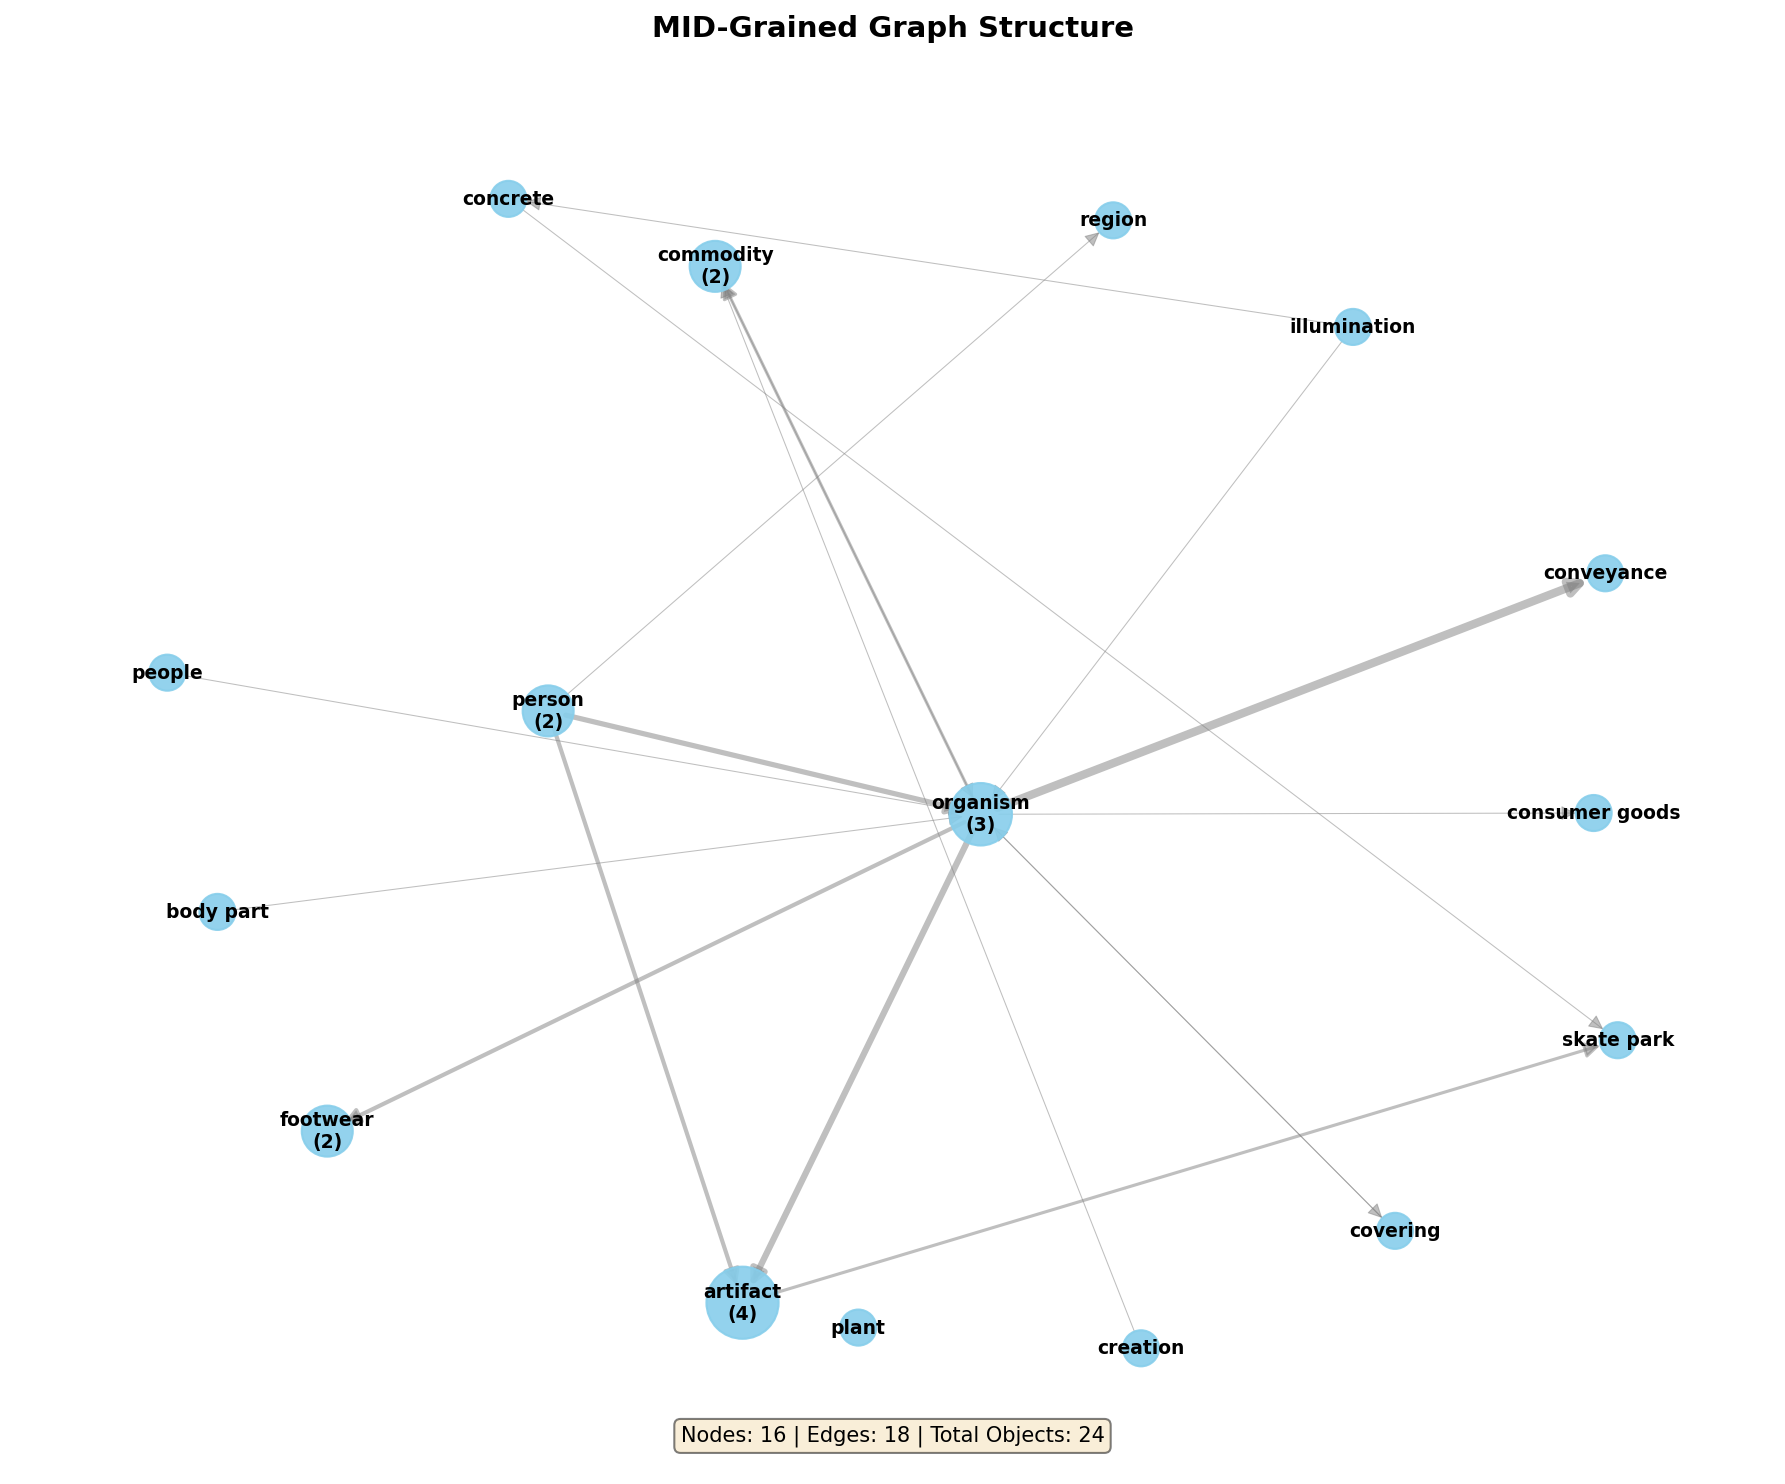 MID-Grained Graph Structure
concrete
region
commodity
(2)
illumination
conveyance
people
person
(2)
organism
(3)
consumer goods
body part
skate park
footwear
(2)
covering
artifact
(4)
plant
creation
Nodes: 16 | Edges: 18 | Total Objects: 24